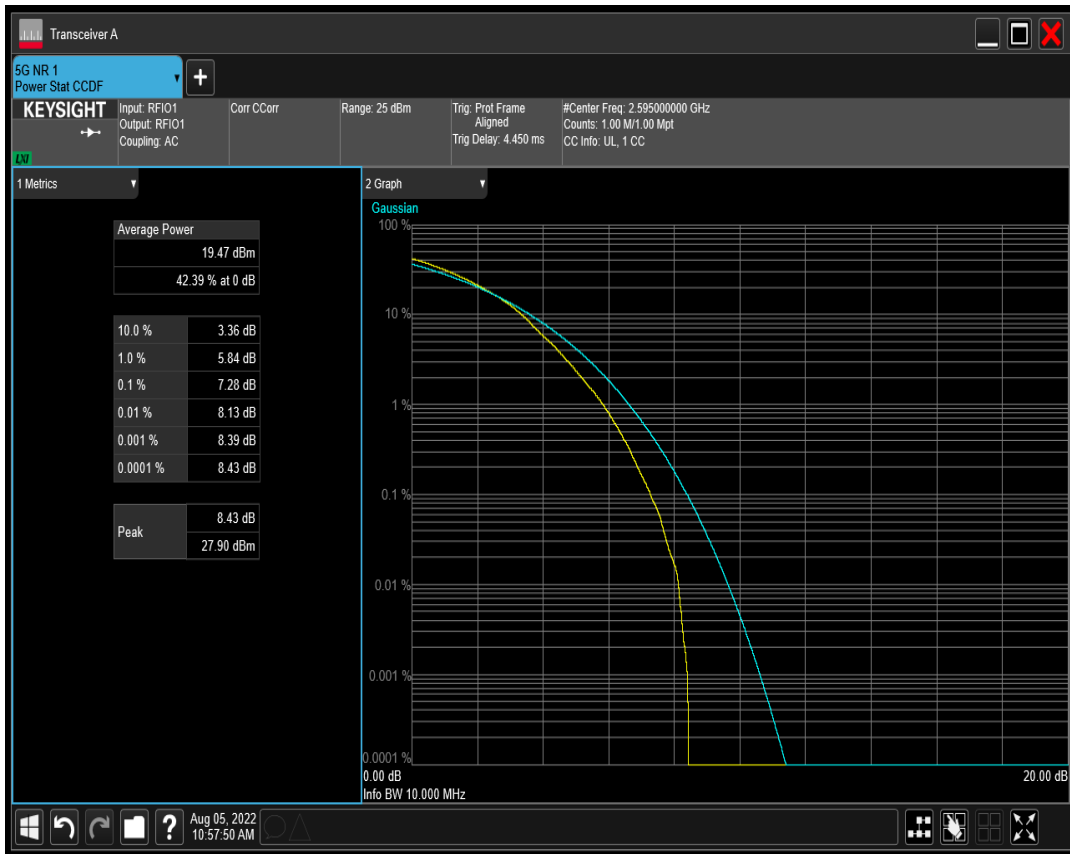 Transceiver A
5G NR 1
Power Stat CCDF
+
KEYSIGHT
LXI
Input: RFIO1
Output: RFIO1
Coupling: AC
Corr CCorr
Range: 25 dBm
Trig: Prot Frame
Aligned
Trig Delay: 4.450 ms
#Center Freq: 2.595000000 GHz
Counts: 1.00 M/1.00 Mpt
CC Info: UL, 1 CC
1 Metrics
Average Power
19.47 dBm
42.39 % at 0 dB
10.0 % 3.36 dB
1.0 % 5.84 dB
0.1 % 7.28 dB
0.01 % 8.13 dB
0.001 % 8.39 dB
0.0001 % 8.43 dB
Peak 8.43 dB
27.90 dBm
2 Graph
Gaussian
100 %
10 %
1 %
0.1 %
0.01 %
0.001 %
0.0001 %
0.00 dB 20.00 dB
Info BW 10.000 MHz
?
Aug 05, 2022
10:57:50 AM